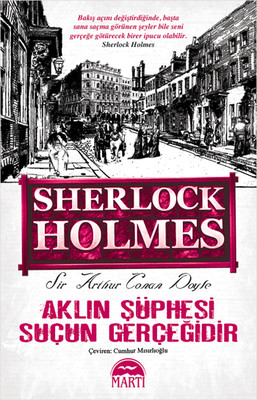 Bakış açını değiştirdiğinde, başta
sana saçma görünen şeyler bile seni
gerçeğe götürecek birer ipucu olabilir.
Sherlock Holmes
SHERLOCK
HOLMES
Sir Arthur Conan Doyle
AKLIN ŞÜPHESİ
SUÇUN GERÇEĞİDİR
Çeviren: Cumhur Mısırlıoğlu
MARTI